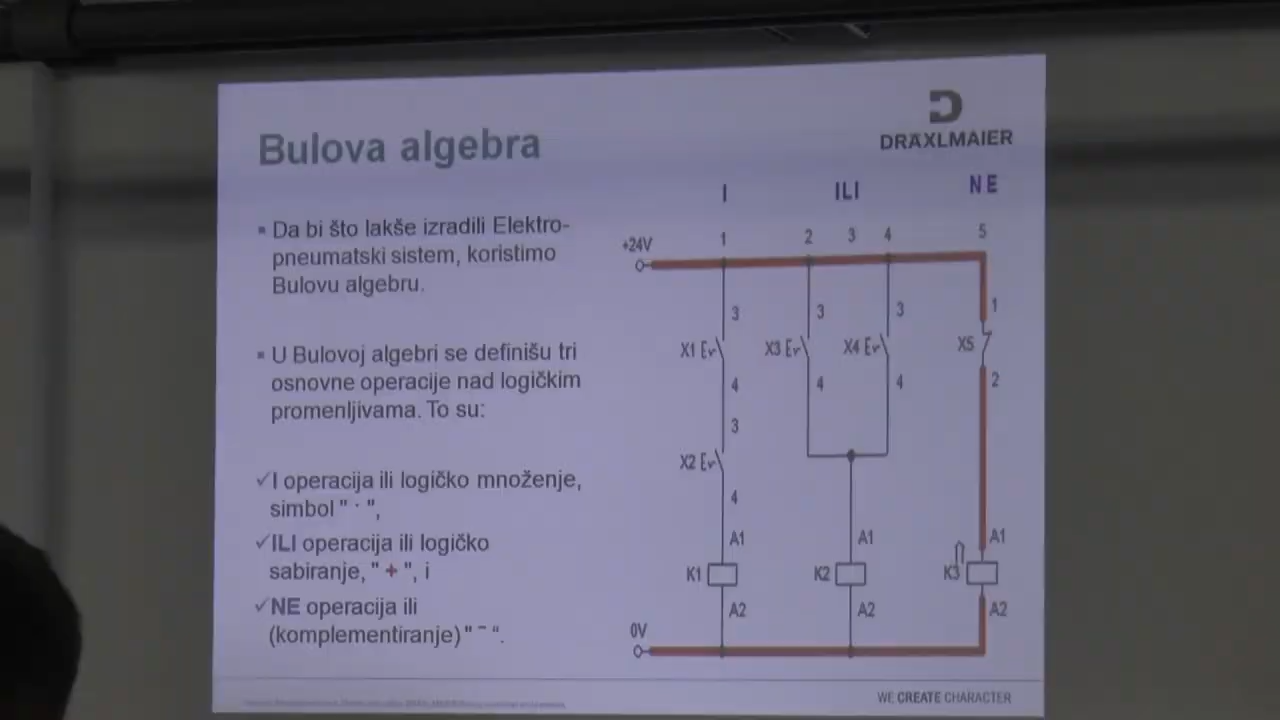 Bulova algebra
DRÄXLMAIER
▪ Da bi što lakše izradili Elektro-
pneumatski sistem, koristimo
Bulovu algebru.
▪ U Bulovoj algebri se definišu tri
osnovne operacije nad logičkim
promenljivama. To su:
✓I operacija ili logičko množenje,
simbol " · ",
✓ILI operacija ili logičko
sabiranje, " + ", i
✓NE operacija ili
(komplementiranje) " ¯ “.
I ILI NE
1 2 3 4 5
+24V
3 3 3 1
X1 X3 X4 X5
4 4 4 2
3
X2
4
A1 A1 A1
K1 K2 K3
A2 A2 A2
0V
WE CREATE CHARACTER